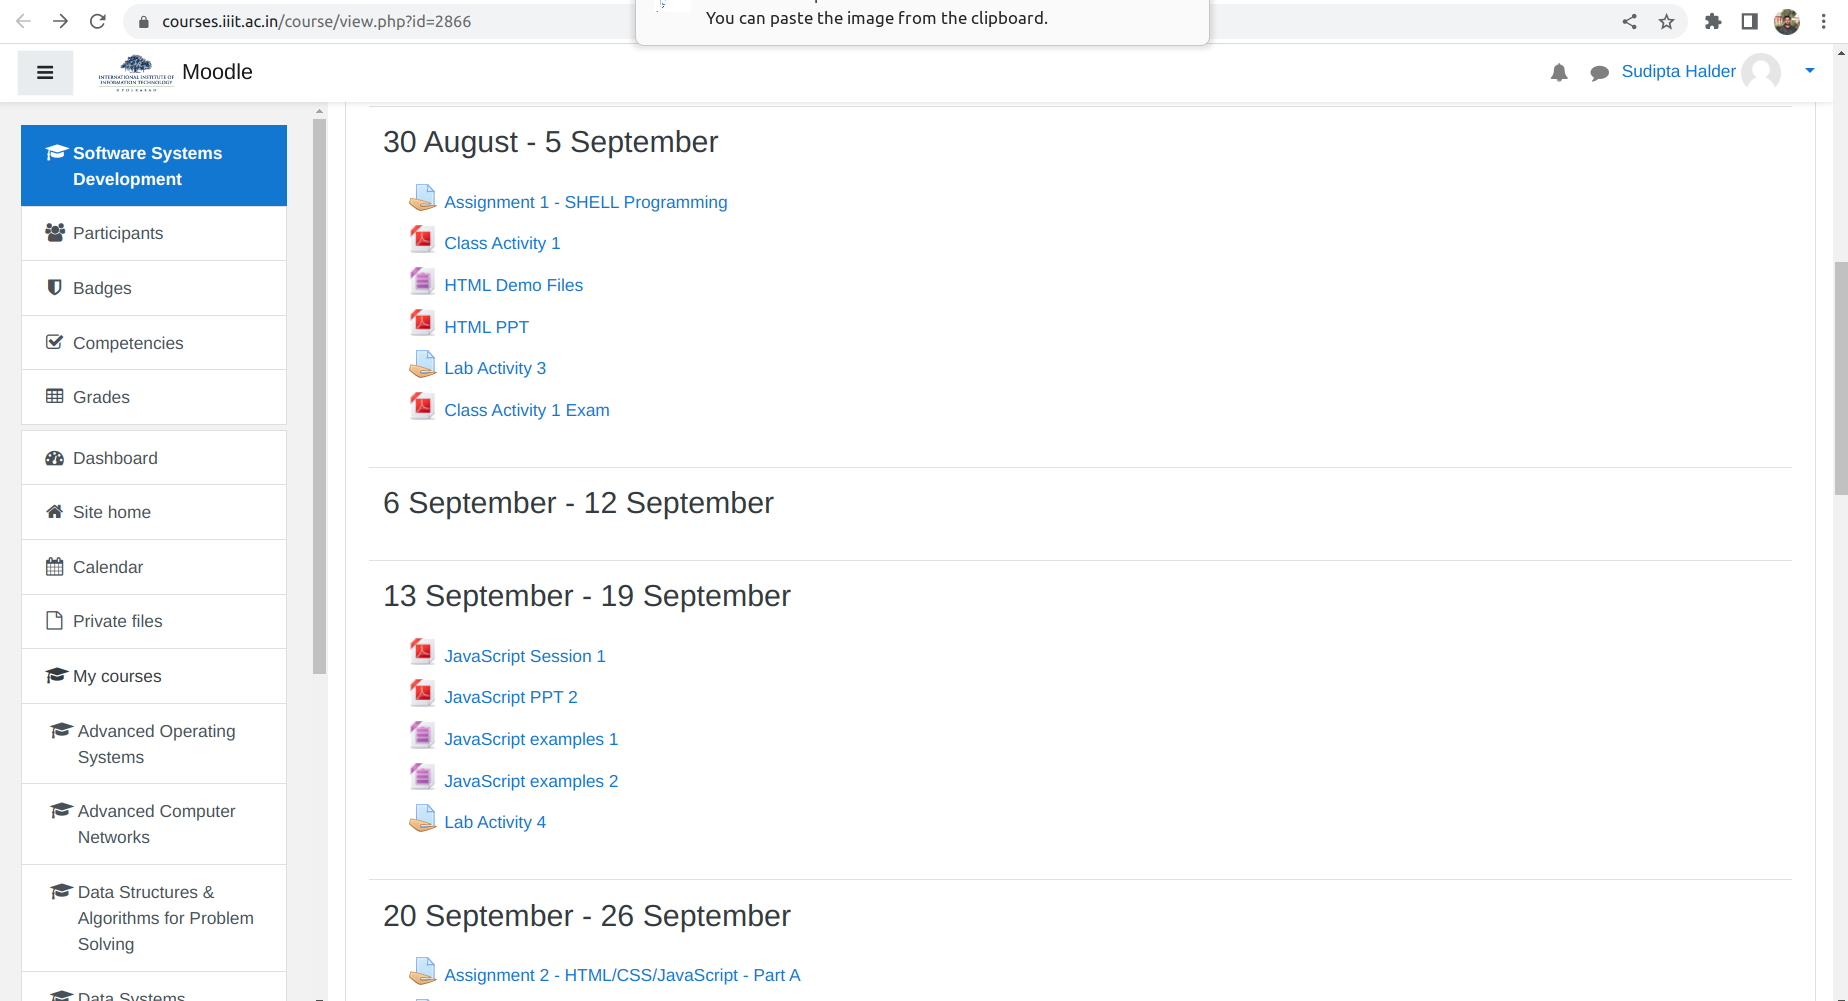 courses.iiit.ac.in/course/view.php?id=2866
You can paste the image from the clipboard.
INTERNATIONAL INSTITUTE OF
INFORMATION TECHNOLOGY
HYDERABAD
Moodle
Sudipta Halder
Software Systems
Development
Participants
Badges
Competencies
Grades
Dashboard
Site home
Calendar
Private files
My courses
Advanced Operating
Systems
Advanced Computer
Networks
Data Structures &
Algorithms for Problem
Solving
Data Systems
30 August - 5 September
Assignment 1 - SHELL Programming
Class Activity 1
HTML Demo Files
HTML PPT
Lab Activity 3
Class Activity 1 Exam
6 September - 12 September
13 September - 19 September
JavaScript Session 1
JavaScript PPT 2
JavaScript examples 1
JavaScript examples 2
Lab Activity 4
20 September - 26 September
Assignment 2 - HTML/CSS/JavaScript - Part A